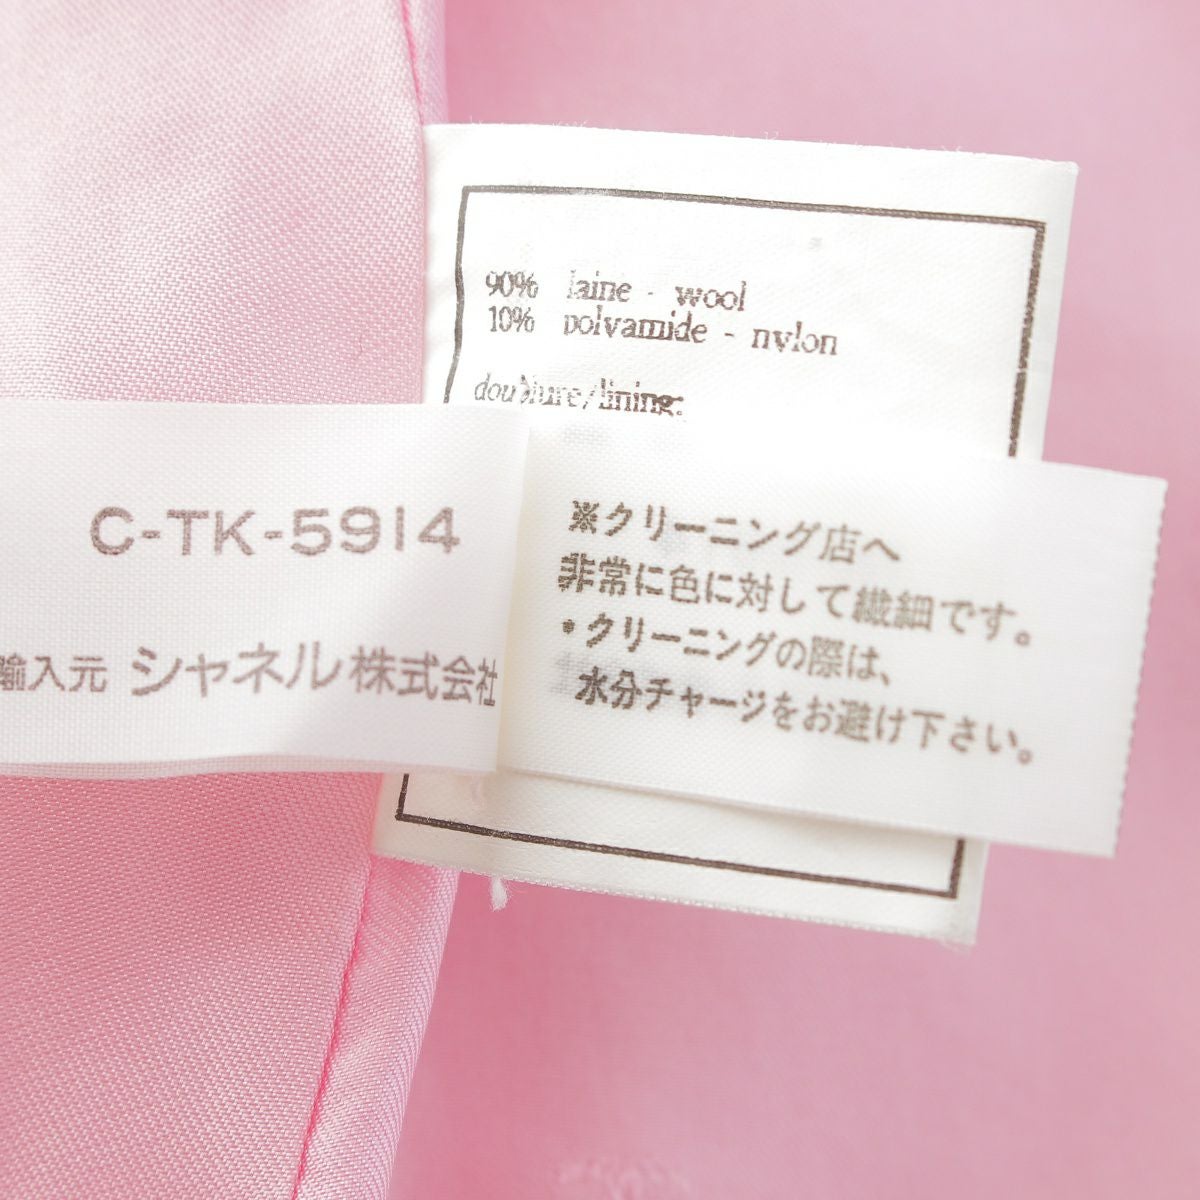 90% laine - wool
10% polyamide - nylon
doublure/lining:
C-TK-5914
輸入元 シャネル株式会社
※クリーニング店へ
非常に色に対して繊細です。
・クリーニングの際は、
水分チャージをお避け下さい。